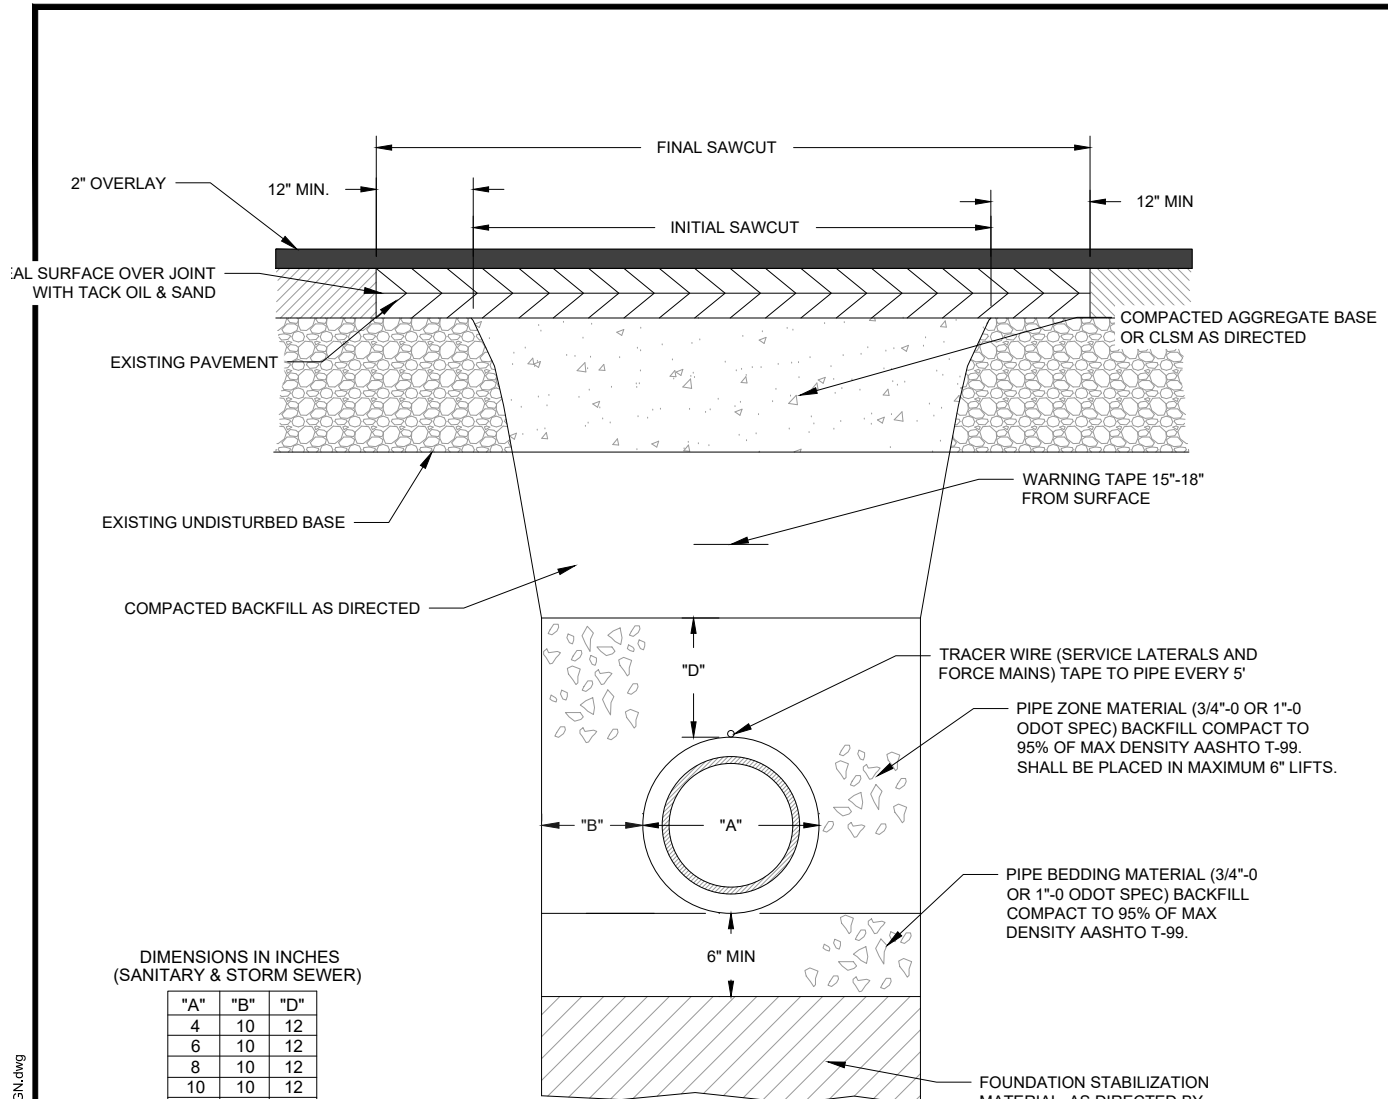 FINAL SAWCUT
2" OVERLAY
12" MIN.
12" MIN
INITIAL SAWCUT
SURFACE OVER JOINT
WITH TACK OIL & SAND
COMPACTED AGGREGATE BASE
OR CLSM AS DIRECTED
EXISTING PAVEMENT
WARNING TAPE 15"-18"
FROM SURFACE
EXISTING UNDISTURBED BASE
COMPACTED BACKFILL AS DIRECTED
"D"
TRACER WIRE (SERVICE LATERALS AND
FORCE MAINS) TAPE TO PIPE EVERY 5'
PIPE ZONE MATERIAL (3/4"-0 OR 1"-0
ODOT SPEC) BACKFILL COMPACT TO
95% OF MAX DENSITY AASHTO T-99.
SHALL BE PLACED IN MAXIMUM 6" LIFTS.
"B"
"A"
PIPE BEDDING MATERIAL (3/4"-0
OR 1"-0 ODOT SPEC) BACKFILL
COMPACT TO 95% OF MAX
DENSITY AASHTO T-99.
6" MIN
DIMENSIONS IN INCHES
(SANITARY & STORM SEWER)
"A" "B" "D"
4 10 12
6 10 12
8 10 12
10 10 12
FOUNDATION STABILIZATION
MATERIAL, AS DIRECTED BY
GN.dwg